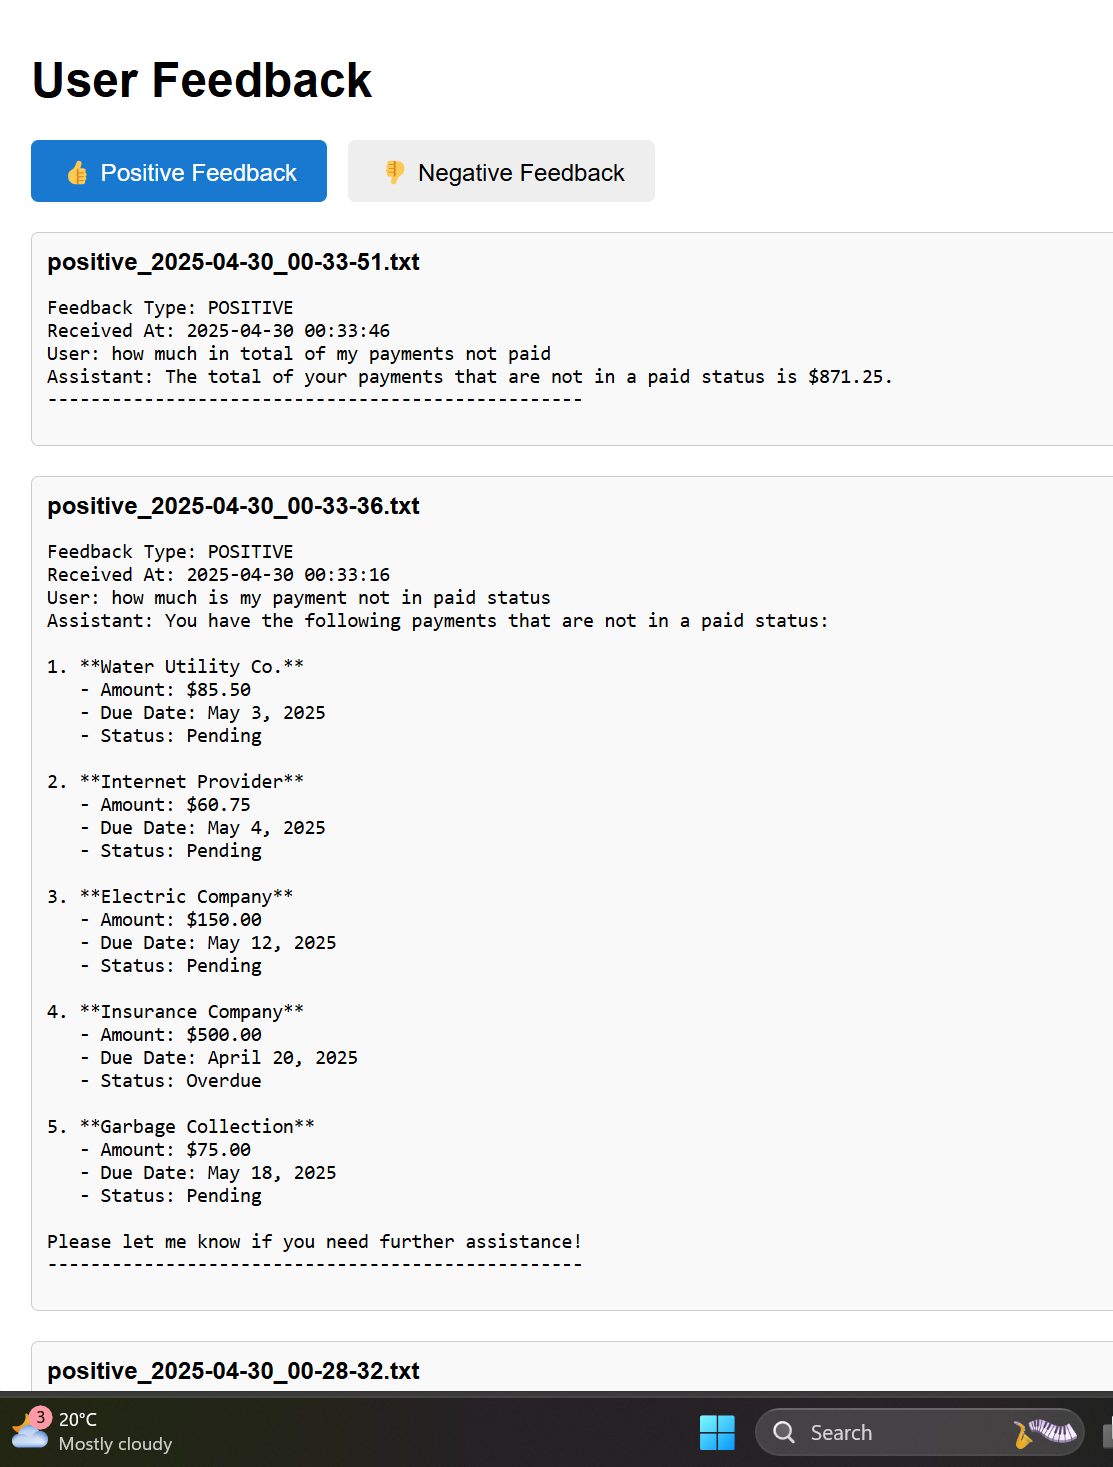 User Feedback
👍 Positive Feedback
👎 Negative Feedback
positive_2025-04-30_00-33-51.txt
Feedback Type: POSITIVE
Received At: 2025-04-30 00:33:46
User: how much in total of my payments not paid
Assistant: The total of your payments that are not in a paid status is $871.25.
--------------------------------------------------
positive_2025-04-30_00-33-36.txt
Feedback Type: POSITIVE
Received At: 2025-04-30 00:33:16
User: how much is my payment not in paid status
Assistant: You have the following payments that are not in a paid status:
1. **Water Utility Co.**
- Amount: $85.50
- Due Date: May 3, 2025
- Status: Pending
2. **Internet Provider**
- Amount: $60.75
- Due Date: May 4, 2025
- Status: Pending
3. **Electric Company**
- Amount: $150.00
- Due Date: May 12, 2025
- Status: Pending
4. **Insurance Company**
- Amount: $500.00
- Due Date: April 20, 2025
- Status: Overdue
5. **Garbage Collection**
- Amount: $75.00
- Due Date: May 18, 2025
- Status: Pending
Please let me know if you need further assistance!
--------------------------------------------------
positive_2025-04-30_00-28-32.txt
3
20°C
Mostly cloudy
Search